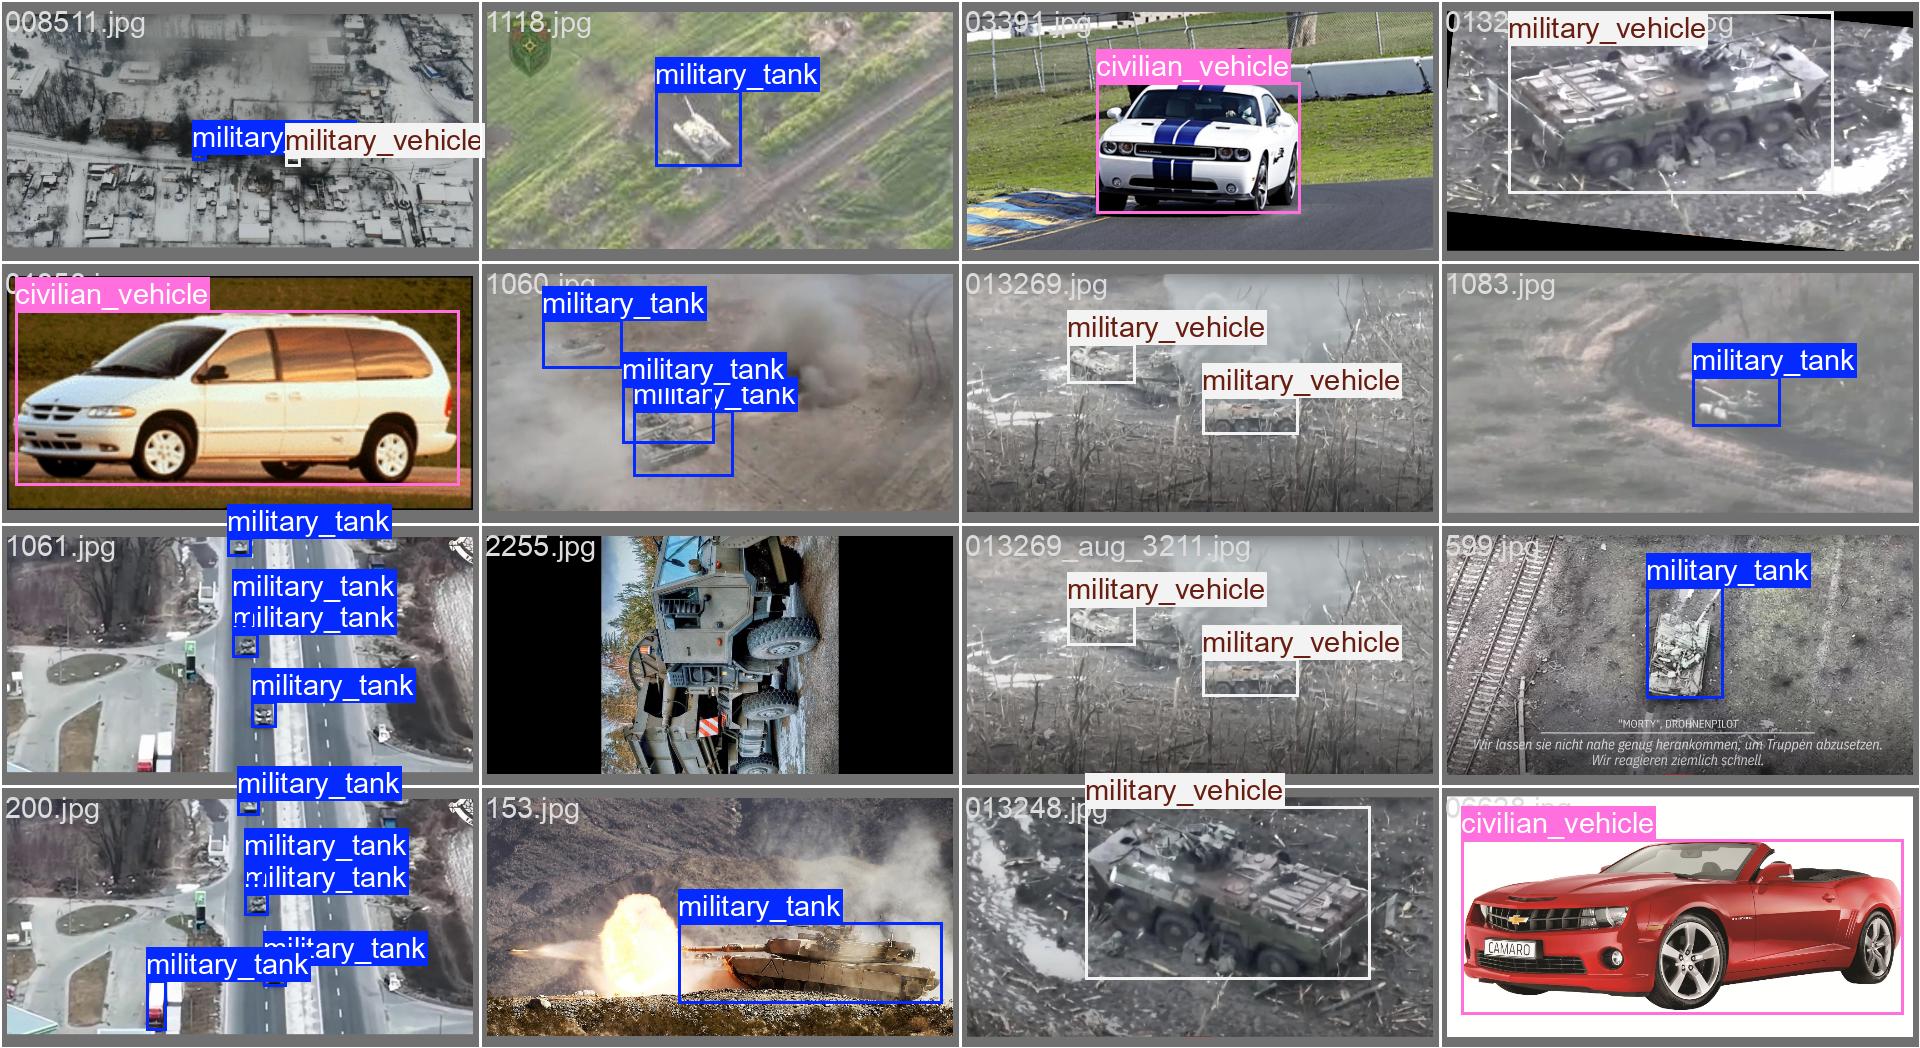 008511.jpg
military_vehicle
1118.jpg
military_tank
03391.jpg
civilian_vehicle
military_vehicle
civilian_vehicle
1060.jpg
military_tank
military_tank
military_tank
013269.jpg
military_vehicle
military_vehicle
1083.jpg
military_tank
1061.jpg
military_tank
military_tank
military_tank
military_tank
2255.jpg
013269_aug_3211.jpg
military_vehicle
military_vehicle
599.jpg
military_tank
"MORTY", DROHNENPILOT
Wir lassen sie nicht nahe genug herankommen, um Truppen abzusetzen.
Wir reagieren ziemlich schnell.
200.jpg
military_tank
military_tank
military_tank
military_tank
153.jpg
military_tank
013248.jpg
military_vehicle
civilian_vehicle
CAMARO